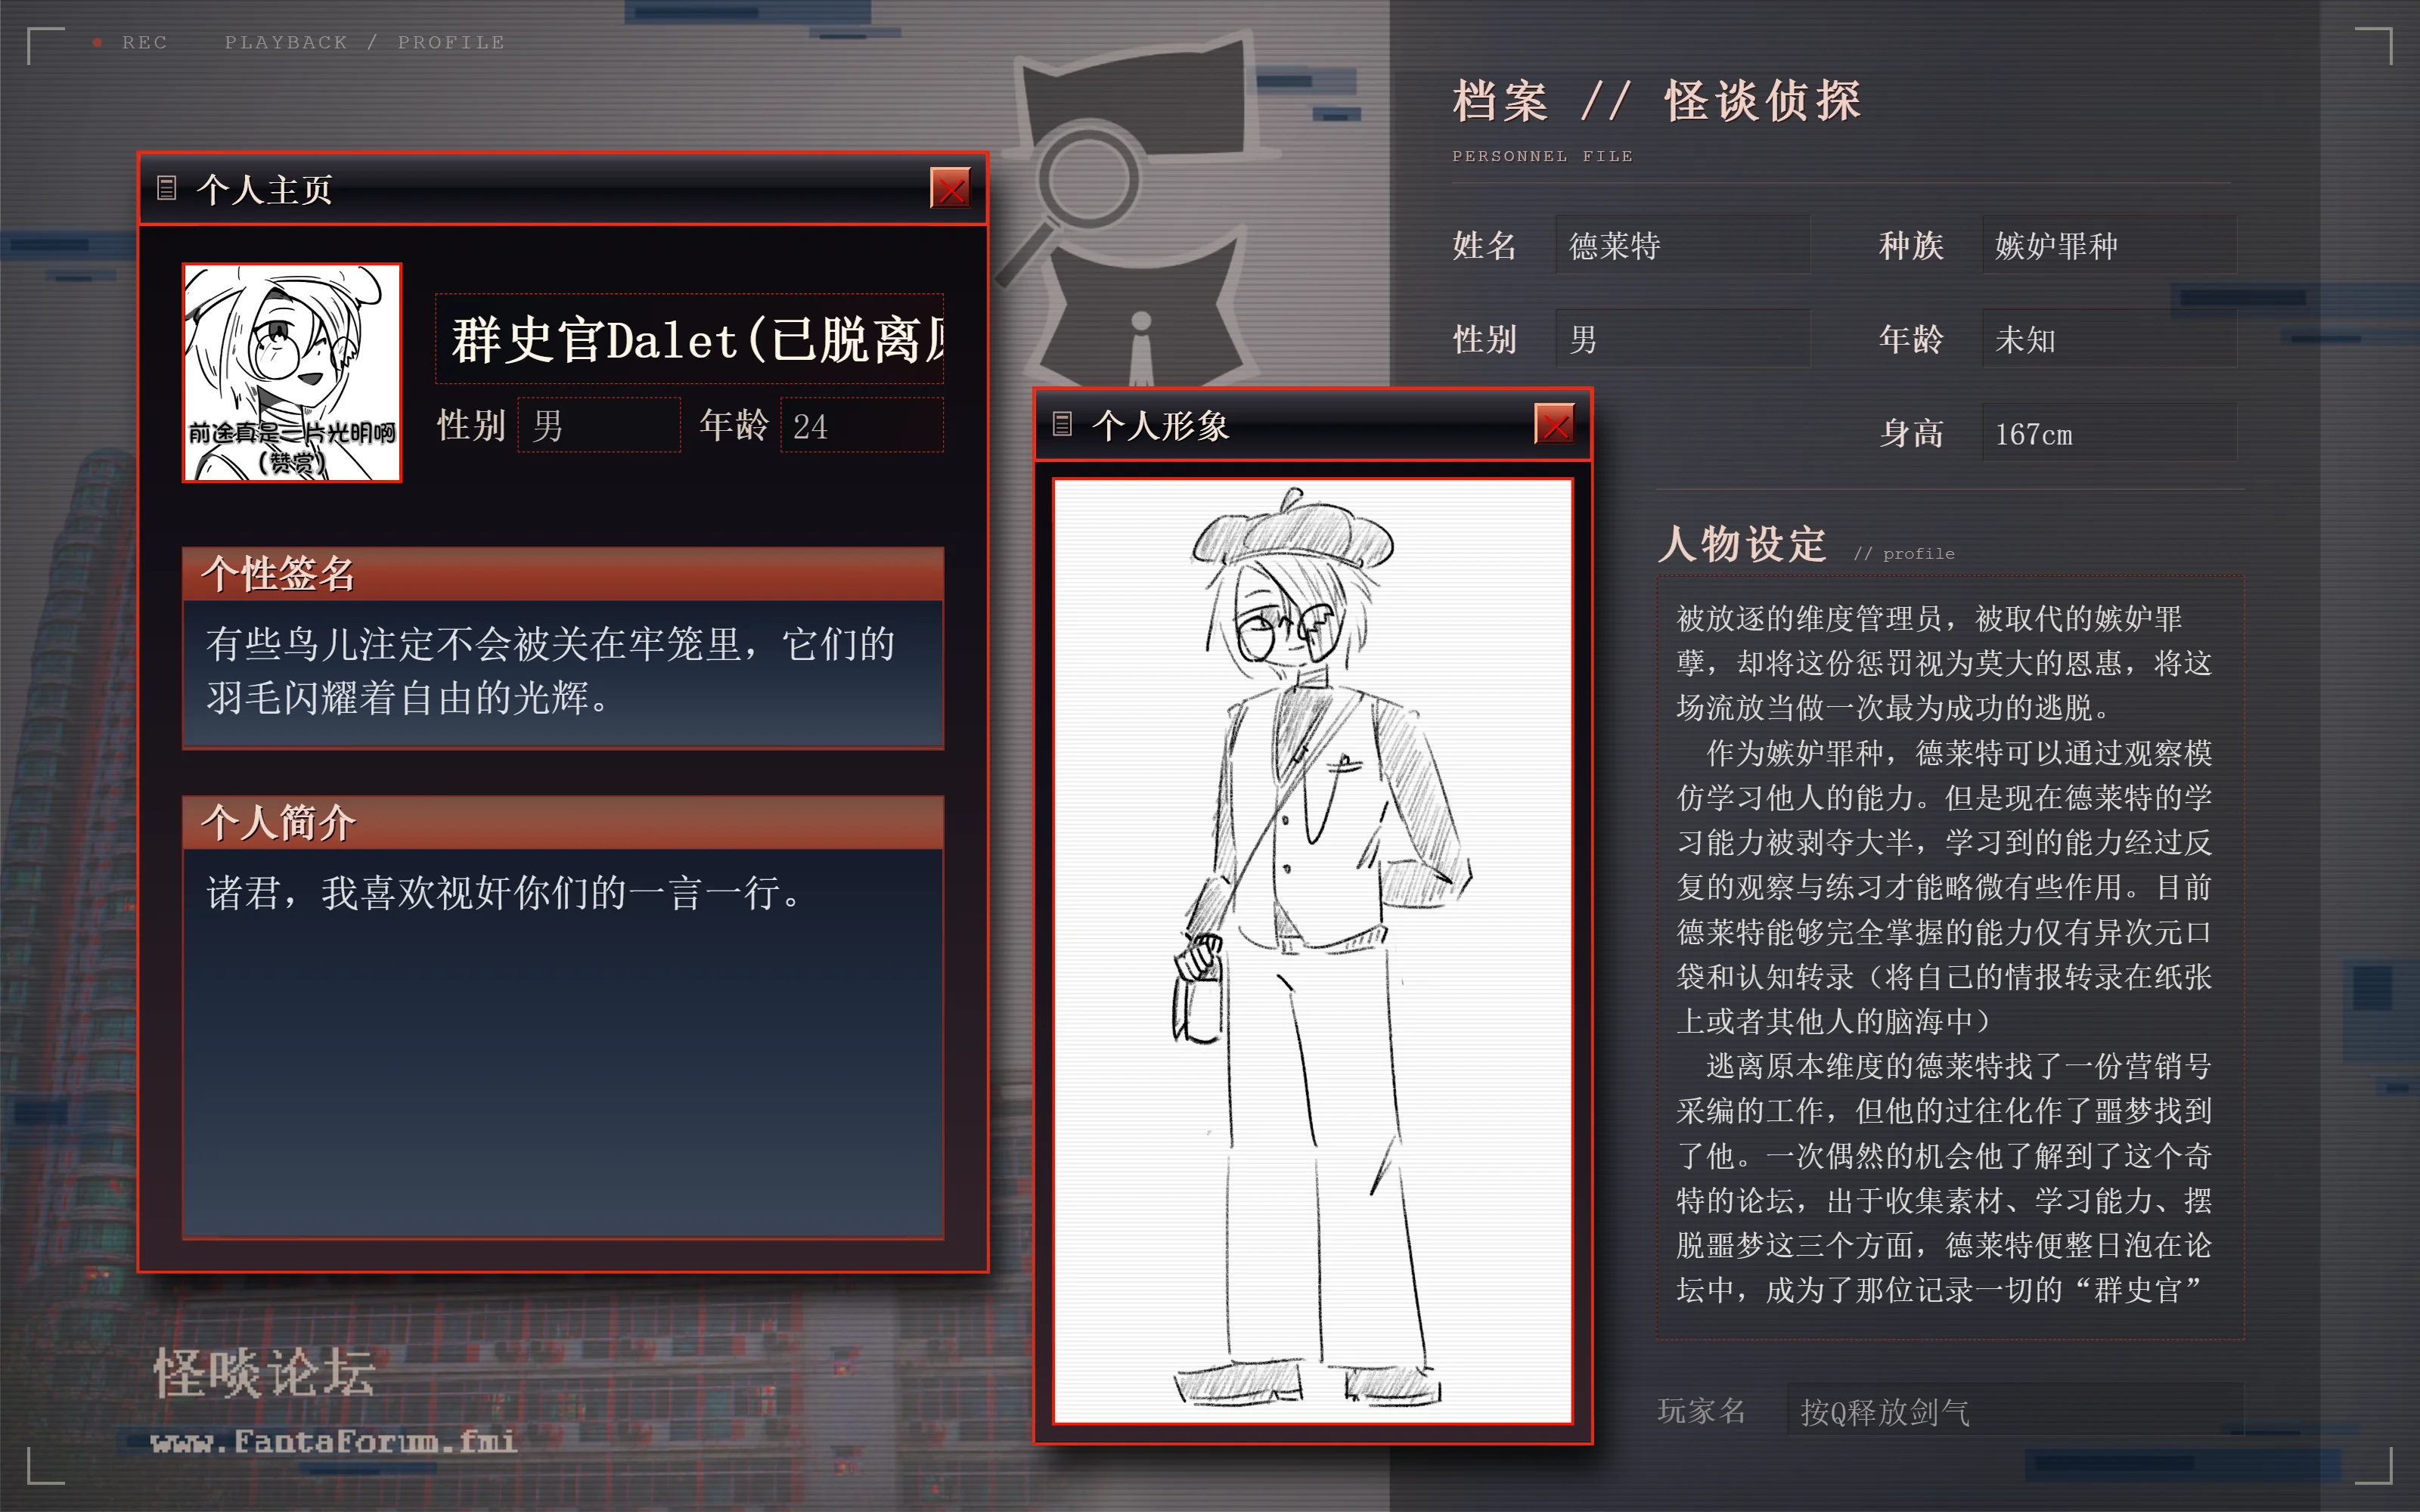 REC PLAYBACK / PROFILE
个人主页
前途真是一片光明啊
(赞赏)
群史官Dalet(已脱离
性别 男 年龄 24
个性签名
有些鸟儿注定不会被关在牢笼里，它们的
羽毛闪耀着自由的光辉。
个人简介
诸君，我喜欢视奸你们的一言一行。
怪啖论坛
www.FantaForum.fmi
个人形象
档案 // 怪谈侦探
PERSONNEL FILE
姓名 德莱特 种族 嫉妒罪种
性别 男 年龄 未知
身高 167cm
人物设定 // profile
被放逐的维度管理员，被取代的嫉妒罪
孽，却将这份惩罚视为莫大的恩惠，将这
场流放当做一次最为成功的逃脱。
作为嫉妒罪种，德莱特可以通过观察模
仿学习他人的能力。但是现在德莱特的学
习能力被剥夺大半，学习到的能力经过反
复的观察与练习才能略微有些作用。目前
德莱特能够完全掌握的能力仅有异次元口
袋和认知转录（将自己的情报转录在纸张
上或者其他人的脑海中）
逃离原本维度的德莱特找了一份营销号
采编的工作，但他的过往化作了噩梦找到
了他。一次偶然的机会他了解到了这个奇
特的论坛，出于收集素材、学习能力、摆
脱噩梦这三个方面，德莱特便整日泡在论
坛中，成为了那位记录一切的“群史官”
玩家名 按Q释放剑气